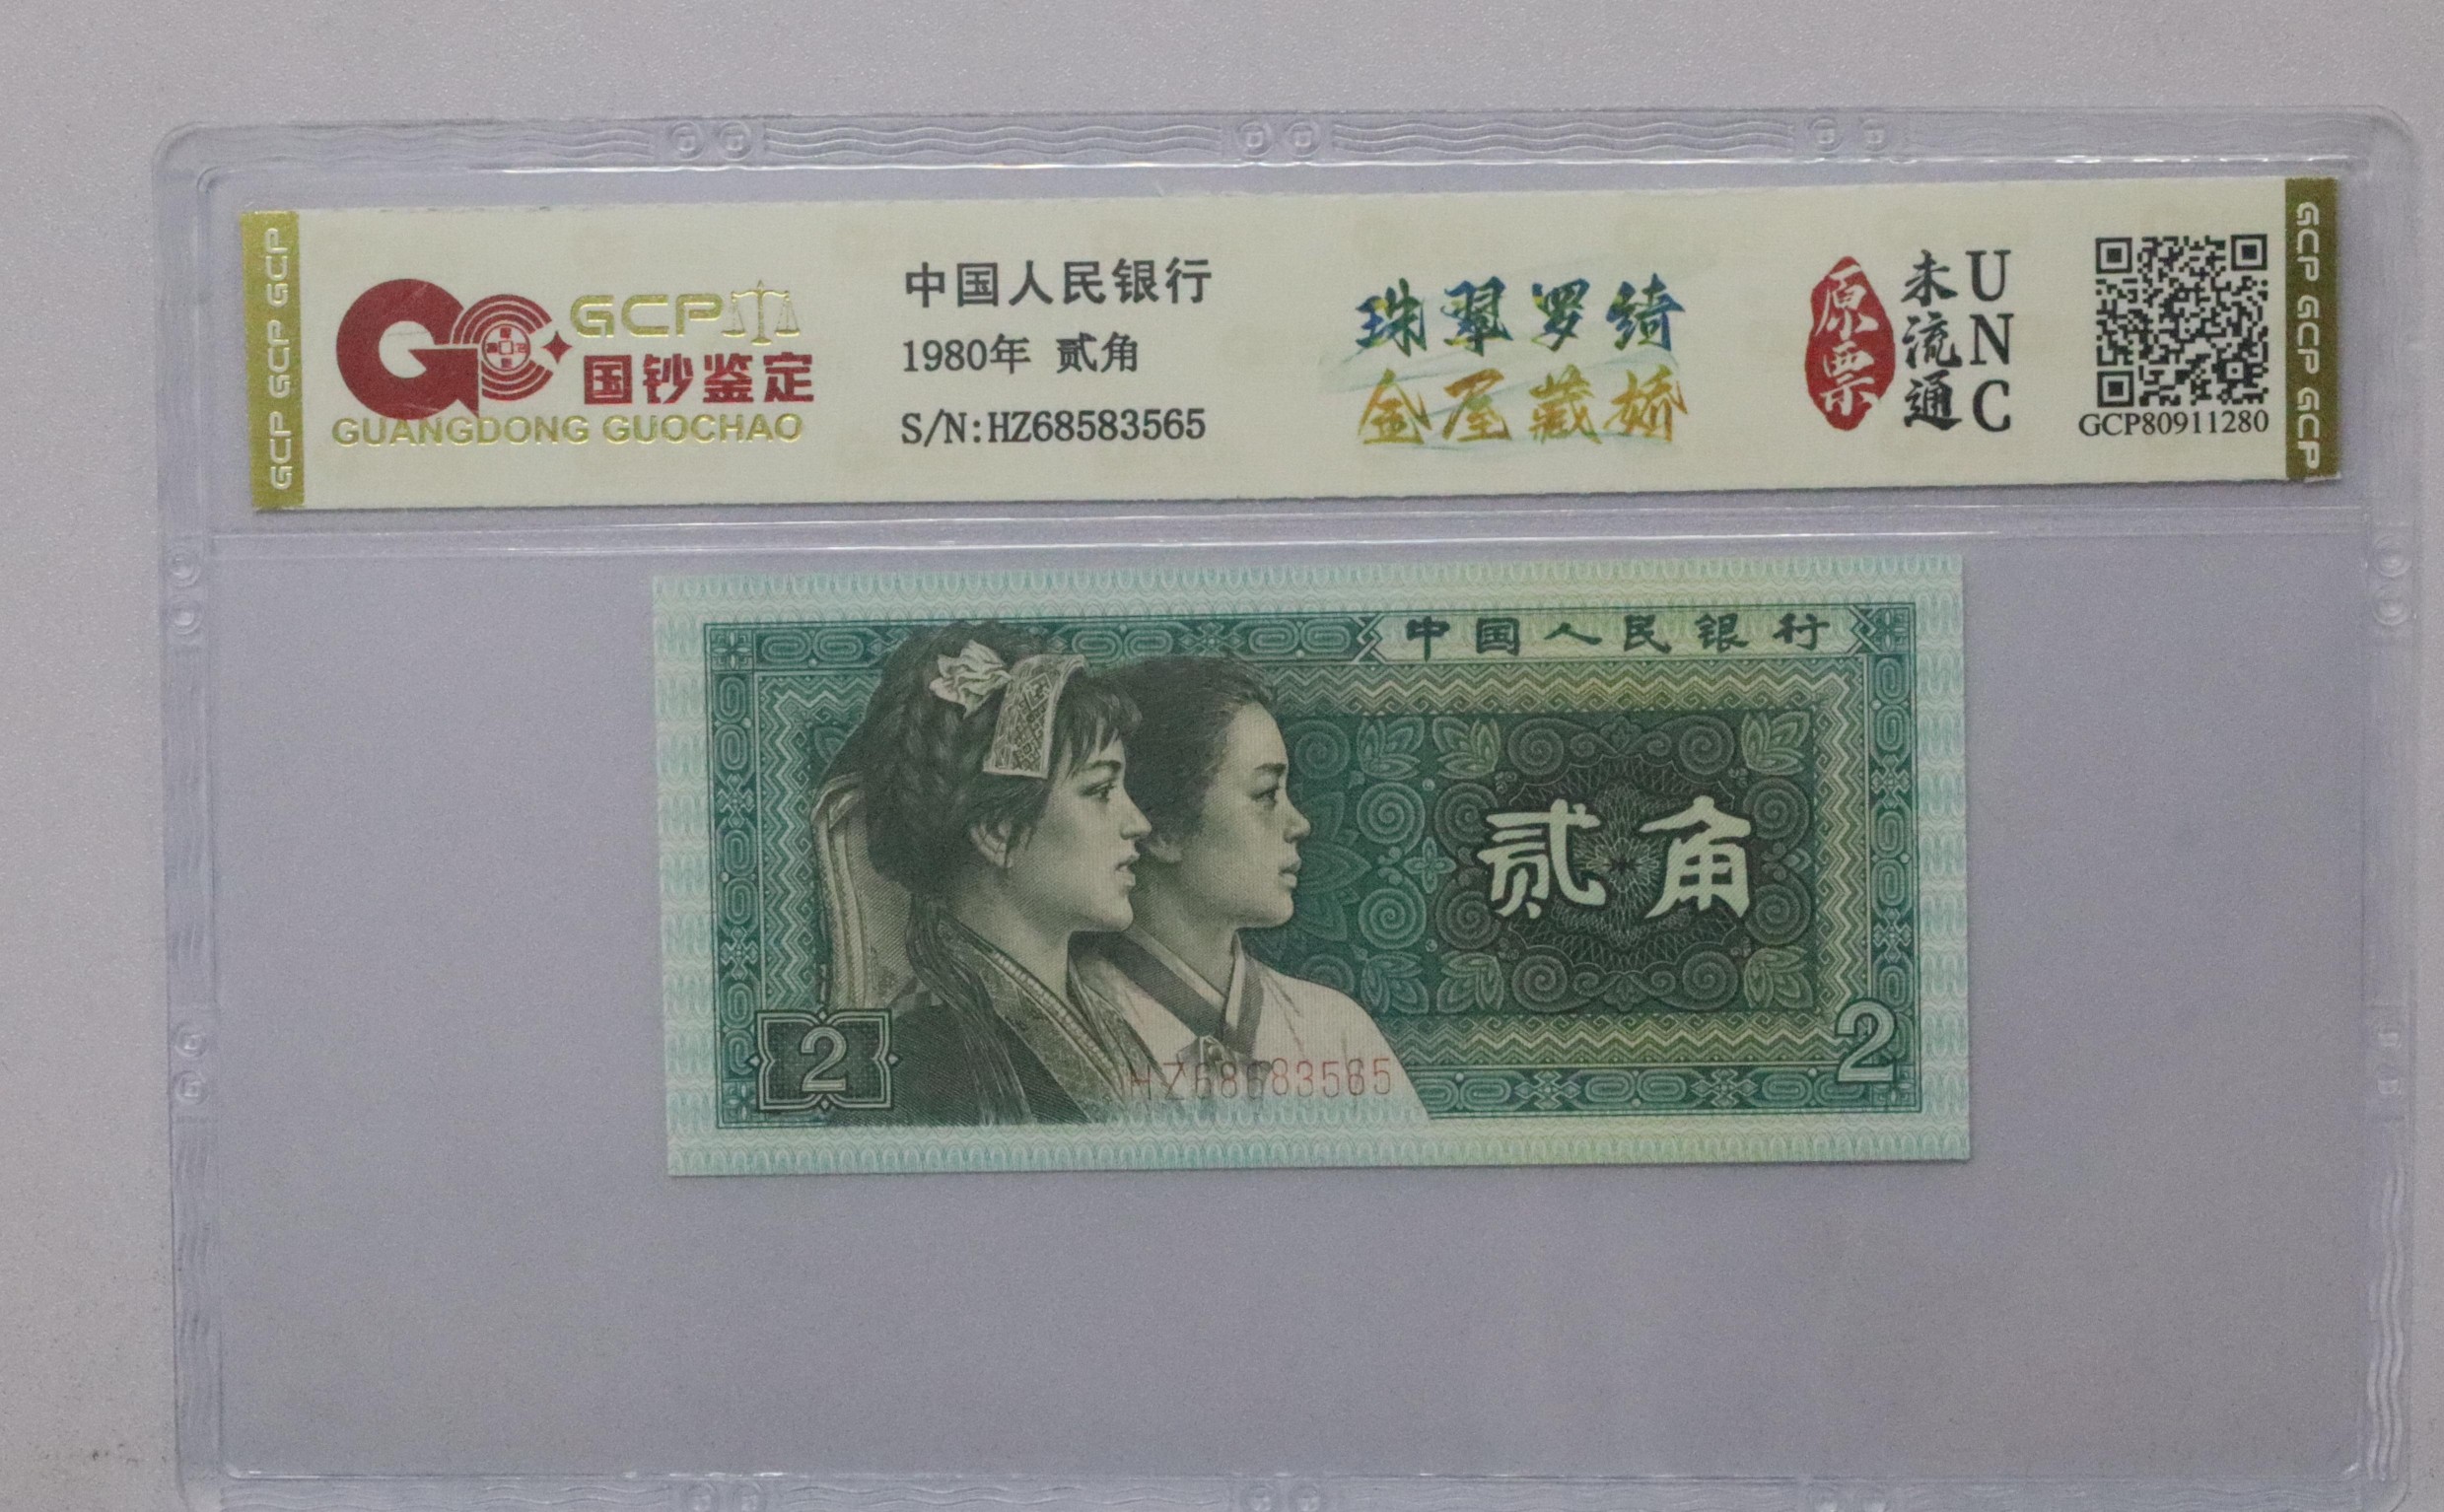 GCP GCP GCP
GCP
国钞鉴定
GUANGDONG GUOCHAO
中国人民银行
1980年 贰角
S/N:HZ68583565
珠翠罗绮
金屋藏娇
原票
未流通
UNC
GCP80911280
GCP GCP GCP
中国人民银行
贰角
2
2
HZ68583565